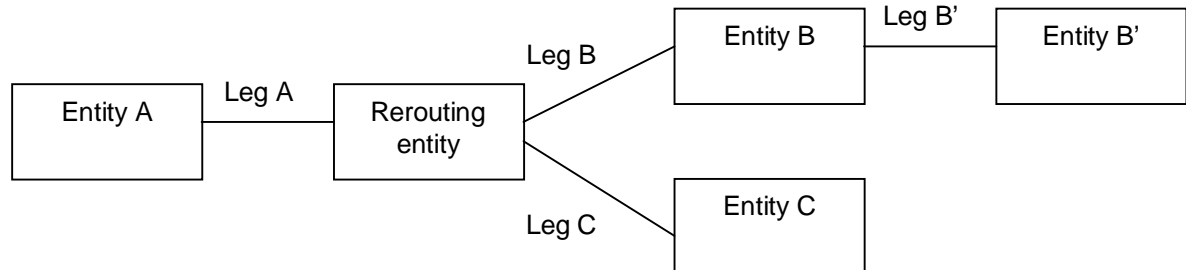 Entity A
Leg A
Rerouting
entity
Leg B
Entity B
Leg B’
Entity B'
Leg C
Entity C